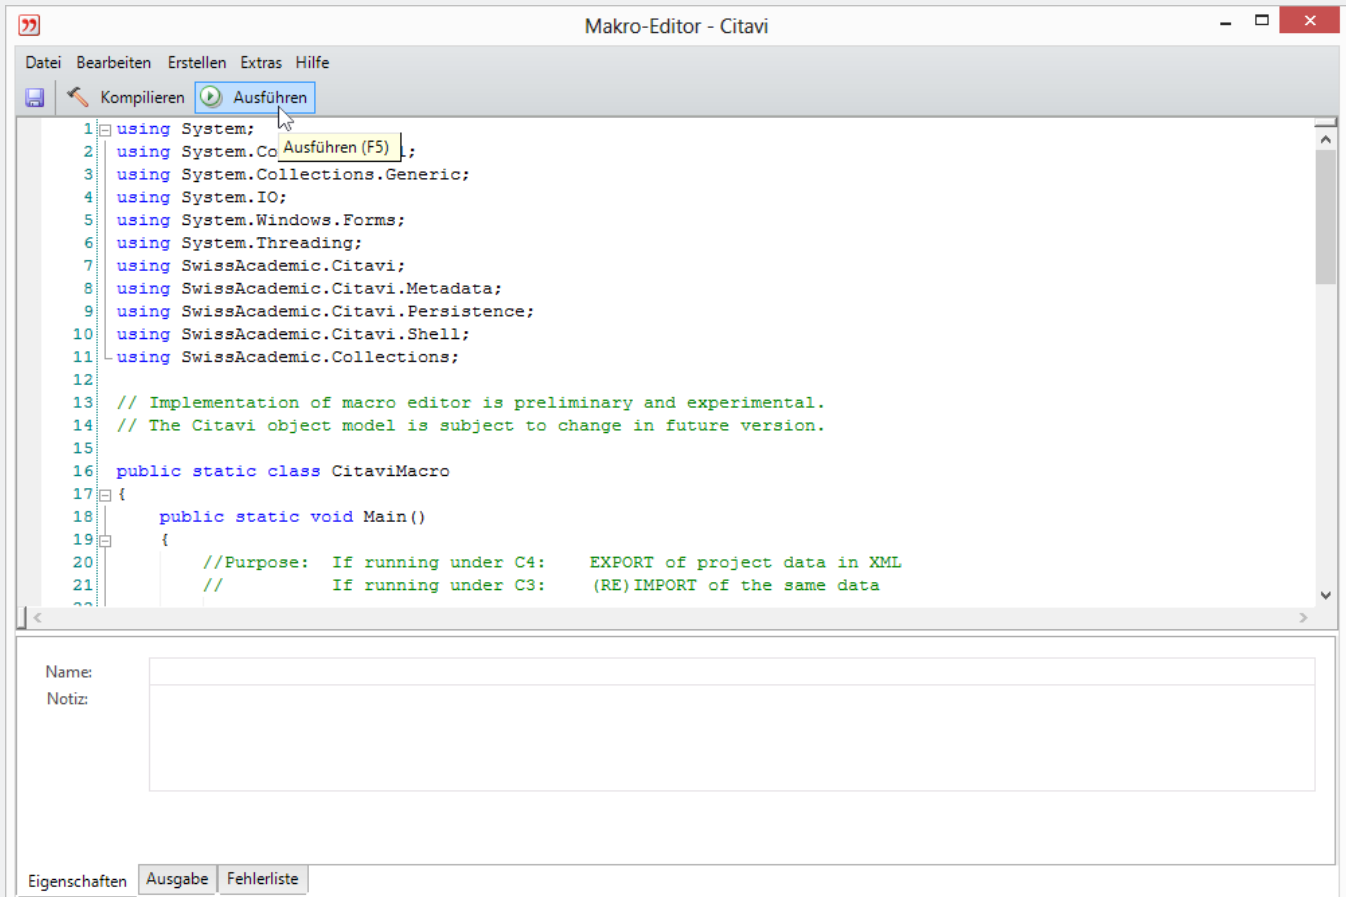 Makro-Editor - Citavi
Datei Bearbeiten Erstellen Extras Hilfe
Kompilieren Ausführen
Ausführen (F5)
1 using System;
2 using System.Co l;
3 using System.Collections.Generic;
4 using System.IO;
5 using System.Windows.Forms;
6 using System.Threading;
7 using SwissAcademic.Citavi;
8 using SwissAcademic.Citavi.Metadata;
9 using SwissAcademic.Citavi.Persistence;
10 using SwissAcademic.Citavi.Shell;
11 using SwissAcademic.Collections;
12
13 // Implementation of macro editor is preliminary and experimental.
14 // The Citavi object model is subject to change in future version.
15
16 public static class CitaviMacro
17 {
18 public static void Main()
19 {
20 //Purpose: If running under C4: EXPORT of project data in XML
21 // If running under C3: (RE)IMPORT of the same data
Name:
Notiz:
Eigenschaften Ausgabe Fehlerliste